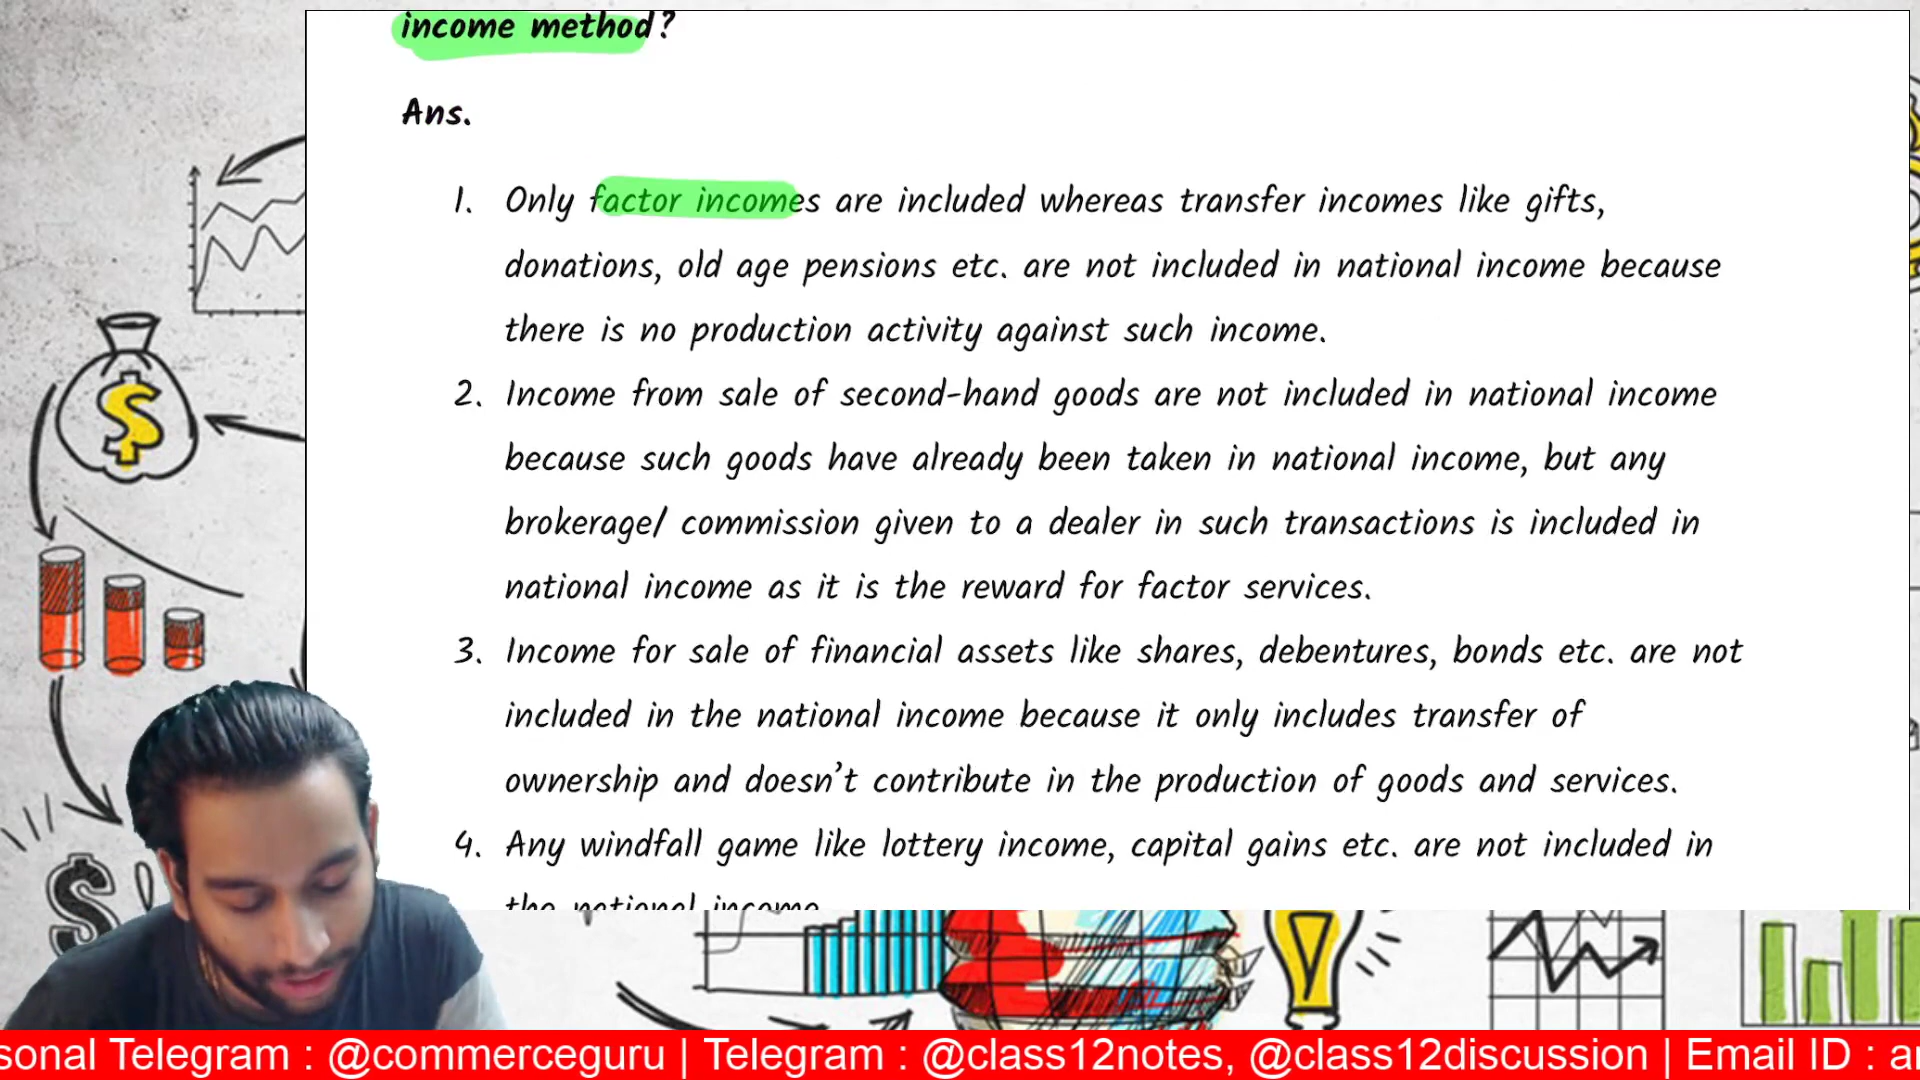 income method?
Ans.
1. Only factor incomes are included whereas transfer incomes like gifts,
donations, old age pensions etc. are not included in national income because
there is no production activity against such income.
2. Income from sale of second-hand goods are not included in national income
because such goods have already been taken in national income, but any
brokerage/ commission given to a dealer in such transactions is included in
national income as it is the reward for factor services.
3. Income for sale of financial assets like shares, debentures, bonds etc. are not
included in the national income because it only includes transfer of
ownership and doesn't contribute in the production of goods and services.
4. Any windfall game like lottery income, capital gains etc. are not included in
the national income
sonal Telegram : @commerceguru | Telegram : @class12notes, @class12discussion | Email ID : a